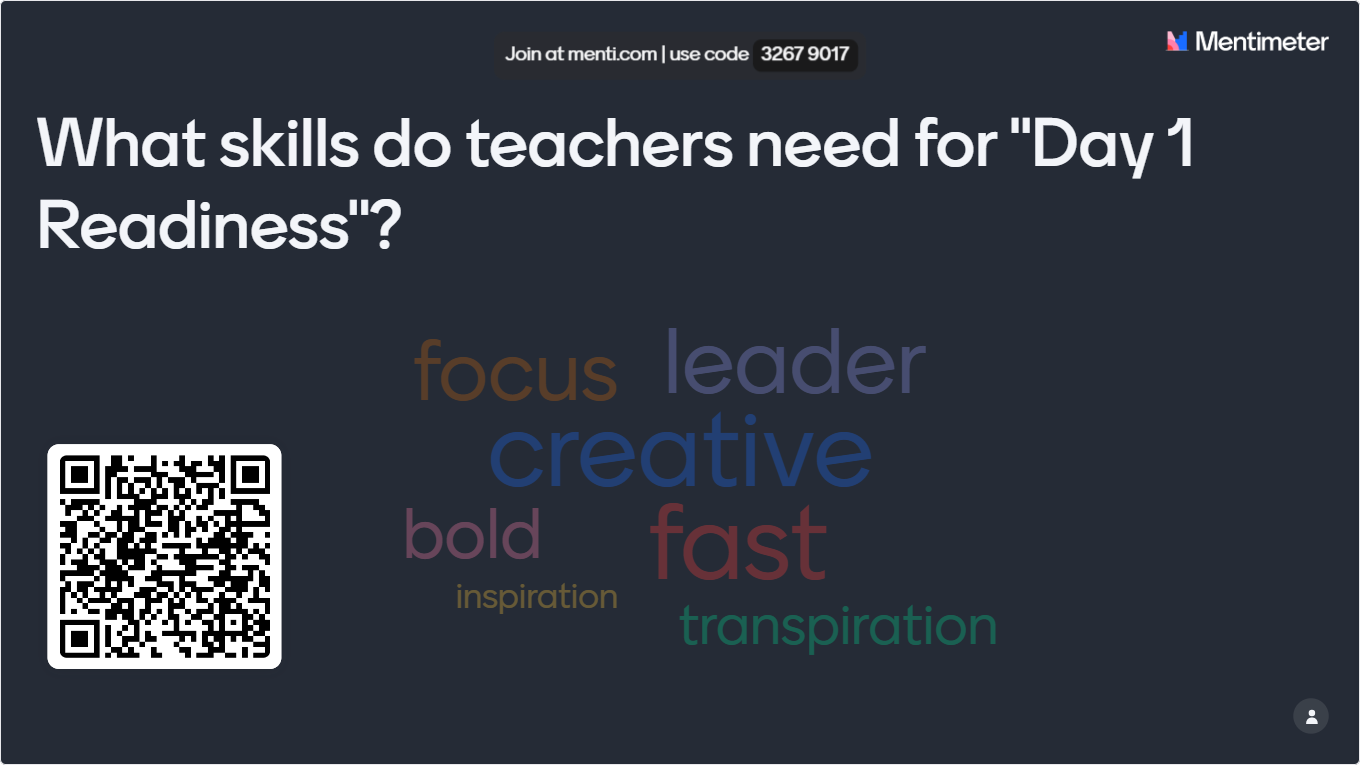 Join at menti.com | use code 3267 9017
Mentimeter
What skills do teachers need for "Day 1
Readiness"?
focus
leader
creative
bold
fast
inspiration
transpiration